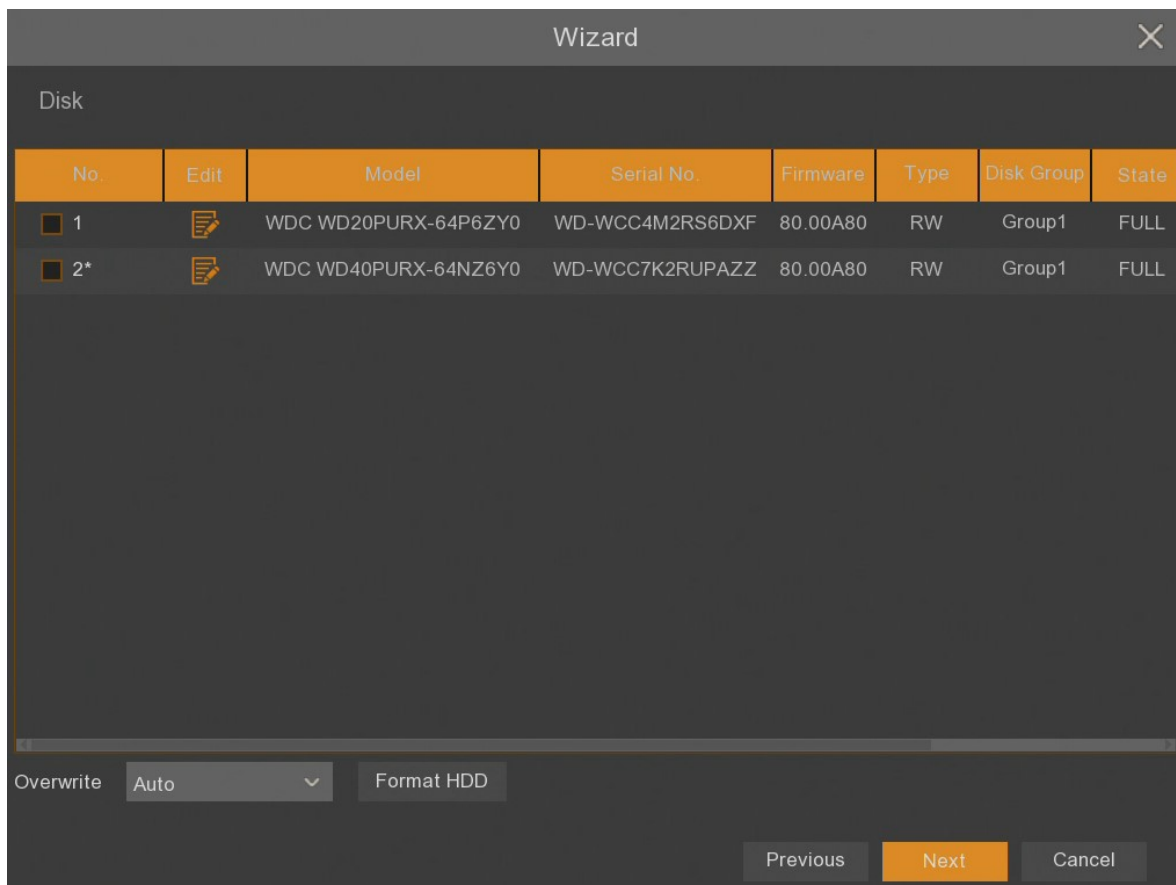 Wizard
Disk
No. Edit Model Serial No. Firmware Type Disk Group State
1 WDC WD20PURX-64P6ZY0 WD-WCC4M2RS6DXF 80.00A80 RW Group1 FULL
2* WDC WD40PURX-64NZ6Y0 WD-WCC7K2RUPAZZ 80.00A80 RW Group1 FULL
Overwrite Auto Format HDD
Previous Next Cancel